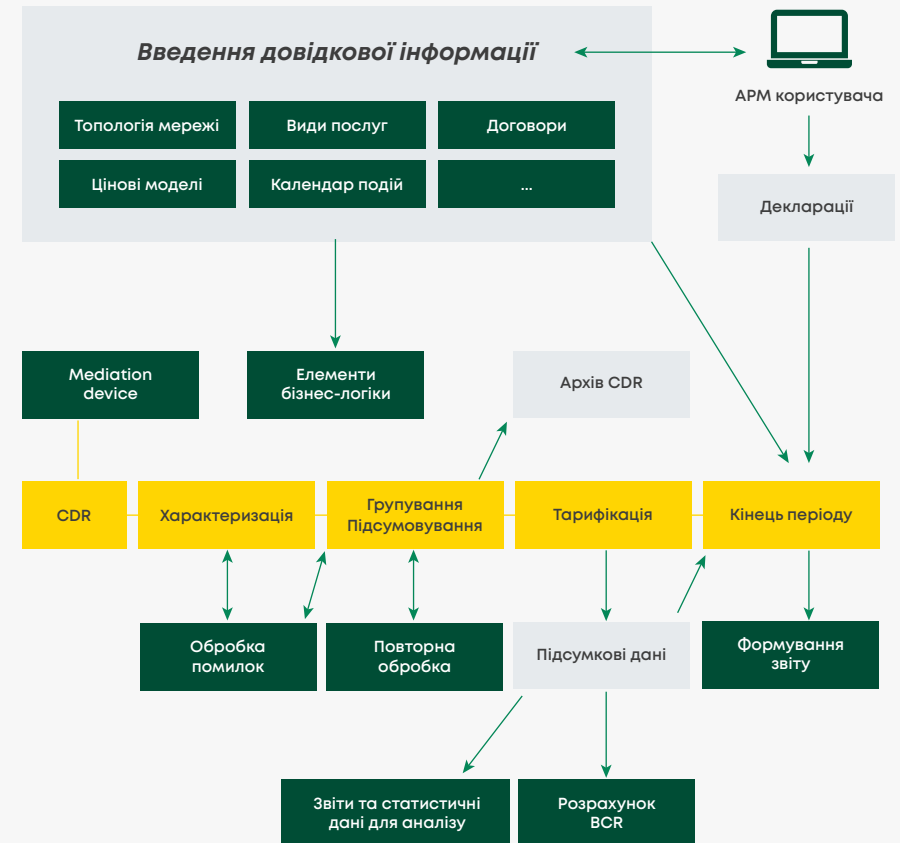 Введення довідкової інформації
АРМ користувача
Топологія мережі
Види послуг
Договори
Цінові моделі
Календар подій
...
Декларації
Mediation
device
Елементи
бізнес-логіки
Архів CDR
CDR
Характеризація
Групування
Підсумовування
Тарифікація
Кінець періоду
Обробка
помилок
Повторна
обробка
Підсумкові дані
Формування
звіту
Звіти та статистичні
дані для аналізу
Розрахунок
BCR